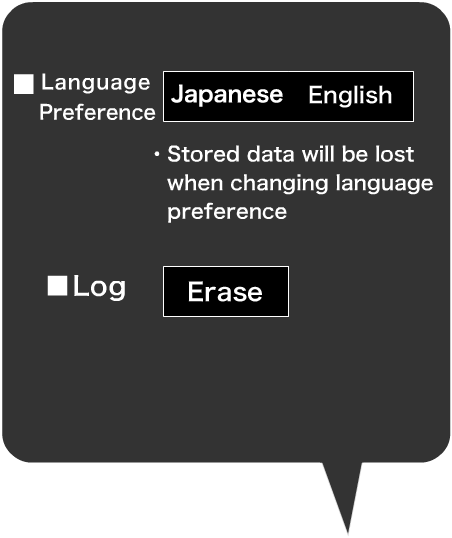 ■Language Preference
Japanese English
・Stored data will be lost
when changing language
preference
■Log
Erase